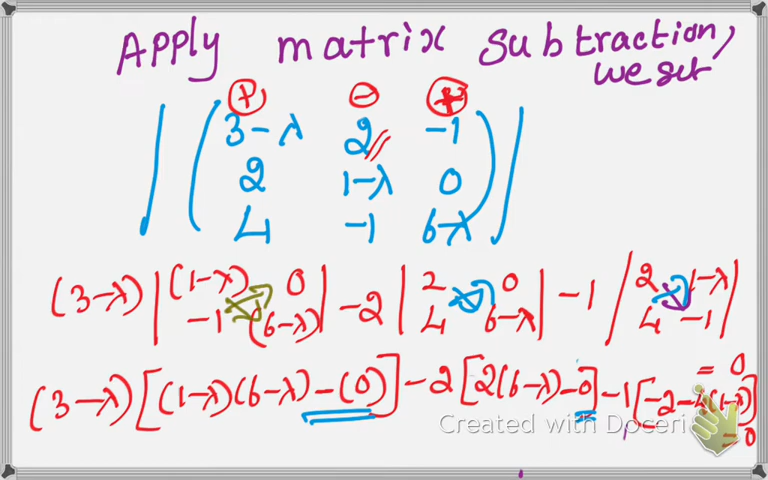 Apply matrix subtraction,
we get
+ − +
3−λ 2 −1
2 1−λ 0
4 −1 6−λ
(3−λ) |(1−λ) 0| −2 |2 0| −1 |2 1−λ|
−1 (6−λ) 4 6−λ 4 −1
= 0
(3−λ)[(1−λ)(6−λ)−(0)] −2[2(6−λ)−0] −1[−2−4(1−λ)]
= 0
Created with Doceri